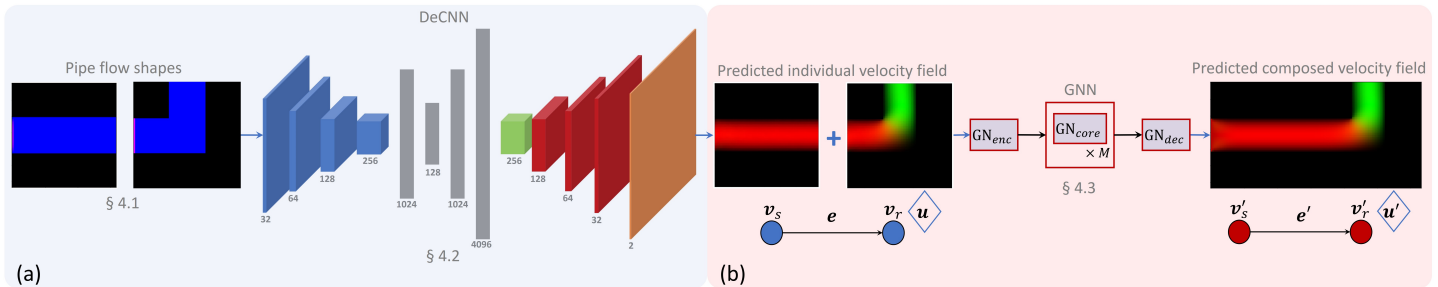 DeCNN
Pipe flow shapes
32
64
128
256
1024
128
1024
4096
256
128
64
32
2
§ 4.1
§ 4.2
(a)
Predicted individual velocity field
+
GNN
GN_enc
GN_core
× M
GN_dec
§ 4.3
Predicted composed velocity field
v_s
e
v_r
u
v′_s
e′
v′_r
u′
(b)